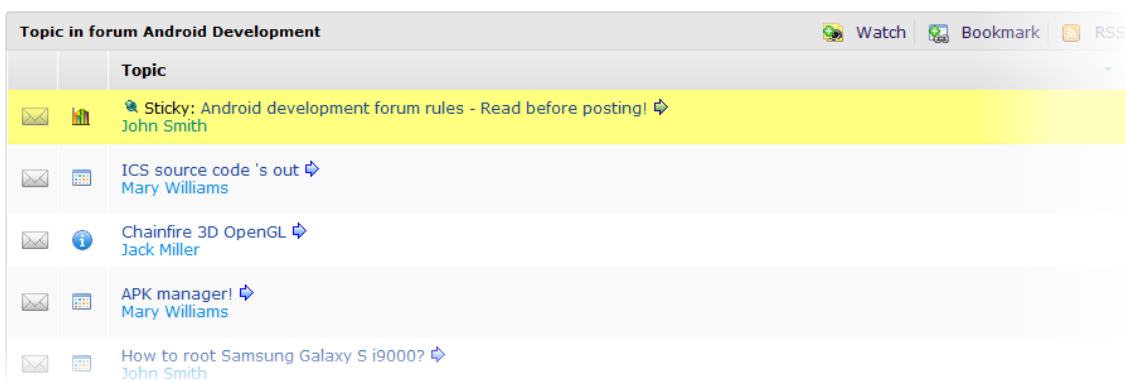 Topic in forum Android Development
Watch
Bookmark
RSS
Topic
Sticky: Android development forum rules - Read before posting!
John Smith
ICS source code 's out
Mary Williams
Chainfire 3D OpenGL
Jack Miller
APK manager!
Mary Williams
How to root Samsung Galaxy S i9000?
John Smith